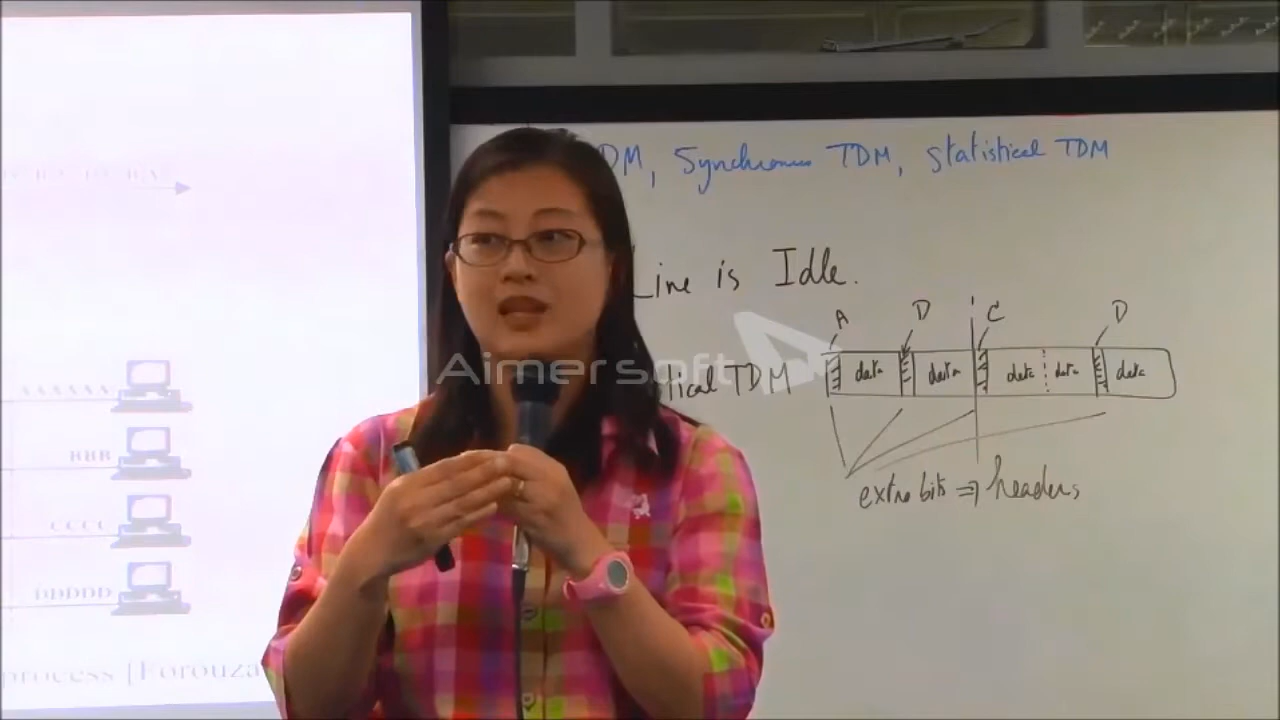 DM, Synchronous TDM, Statistical TDM
Line is Idle.
A D C D
tical TDM data data data data data
extra bits ⇒ headers
AAAAAA
BBB
CCCC
DDDDD
process [Forouza
Aimersoft